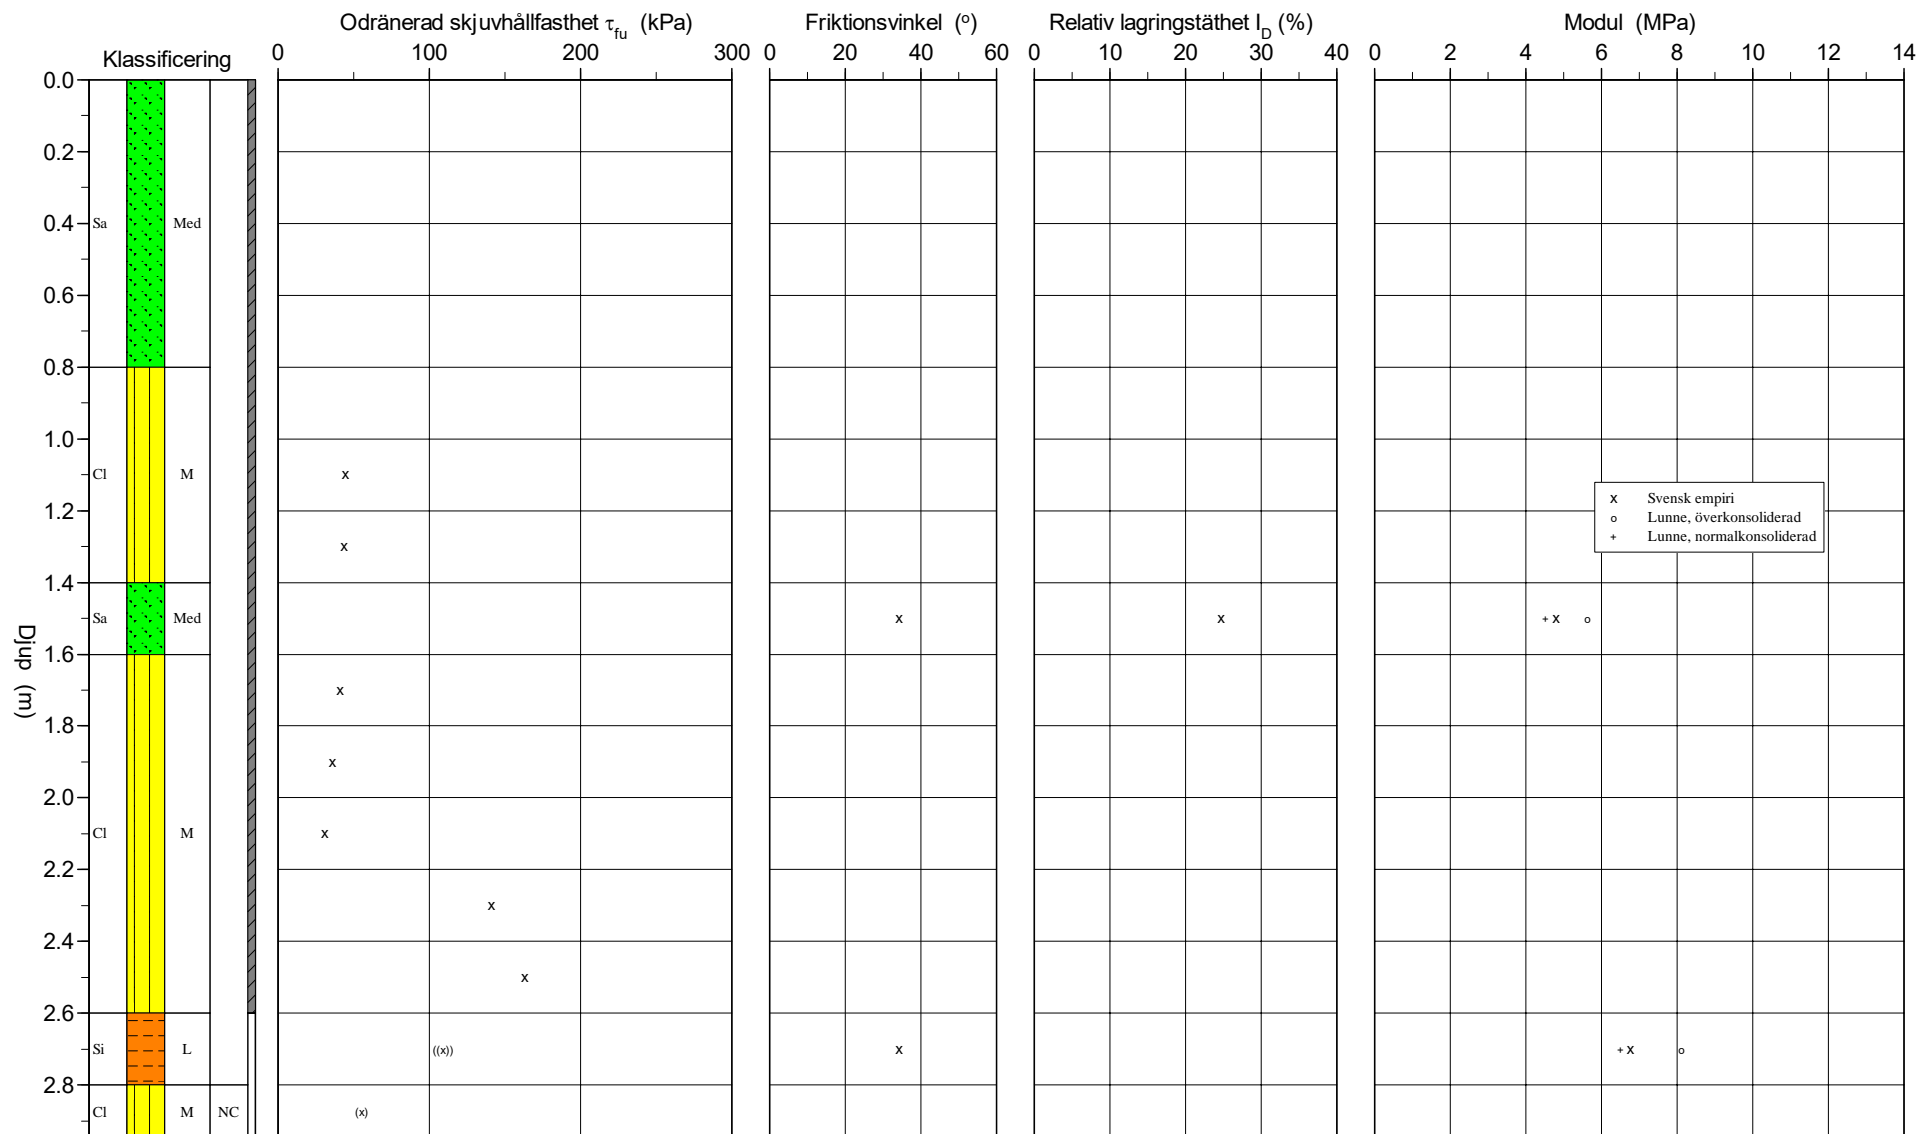 Odränerad skjuvhållfasthet τfu (kPa)
Friktionsvinkel (o)
Relativ lagringstäthet ID (%)
Modul (MPa)
Klassificering
0 100 200 300
0 20 40 60
0 10 20 30 40
0 2 4 6 8 10 12 14
0.0
0.2
0.4
Sa Med
0.6
0.8
1.0
Cl M
1.2
1.4
Sa Med
1.6
1.8
2.0
Cl M
2.2
2.4
2.6
Si L
2.8
Cl M NC
Djup (m)
x
x
x
x
x
x
x
((x))
(x)
x
x
x
+ x o
+ x o
x Svensk empiri
o Lunne, överkonsoliderad
+ Lunne, normalkonsoliderad